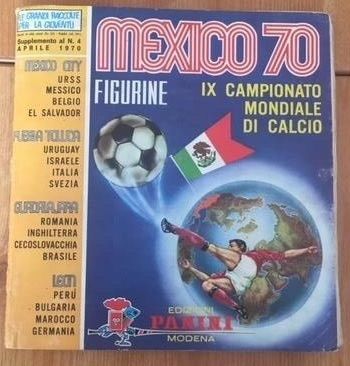 LE GRANDI RACCOLTE
PER LA GIOVENTÙ
Supplemento al N. 4
APRILE 1970
MEXICO 70
FIGURINE
IX CAMPIONATO
MONDIALE
DI CALCIO
MEXICO CITY
URSS
MESSICO
BELGIO
EL SALVADOR
PUEBBA TOLUCA
URUGUAY
ISRAELE
ITALIA
SVEZIA
GUADALAJARA
ROMANIA
INGHILTERRA
CECOSLOVACCHIA
BRASILE
LEON
PERÚ
BULGARIA
MAROCCO
GERMANIA
EDIZIONI
PANINI
MODENA